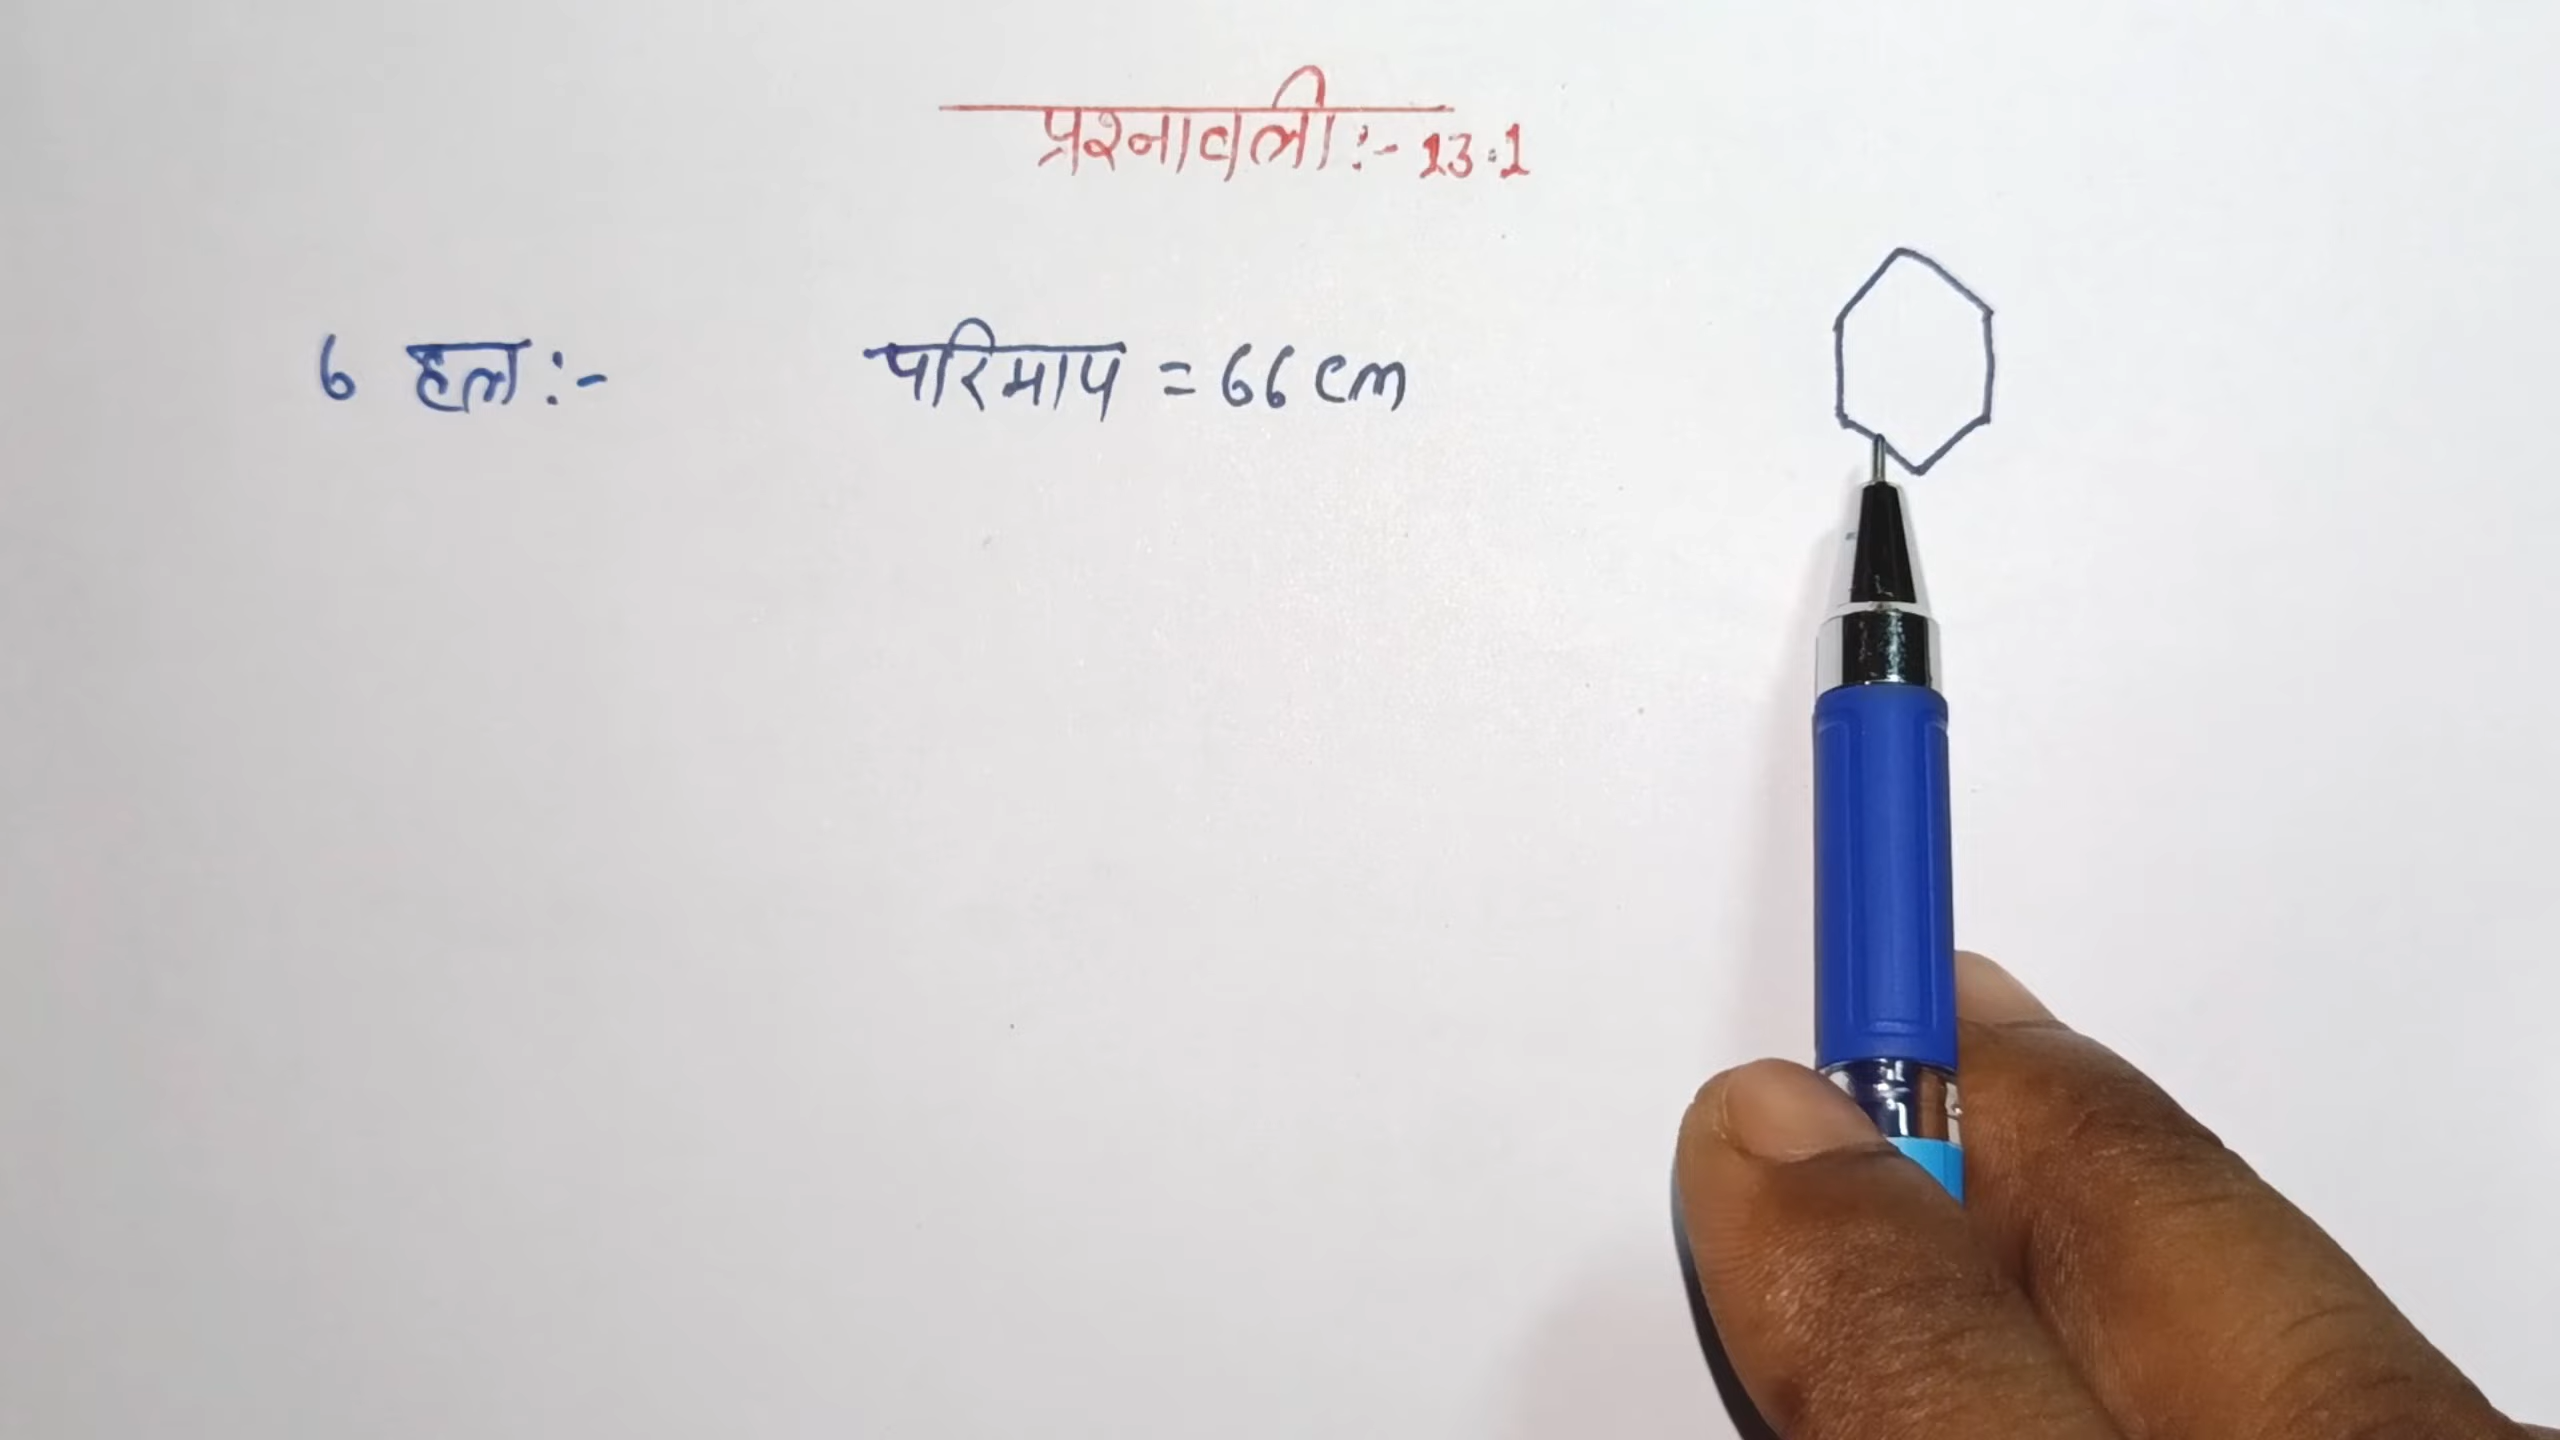 प्रश्नावली :- 13.1
6 हल :- परिमाप = 66 cm